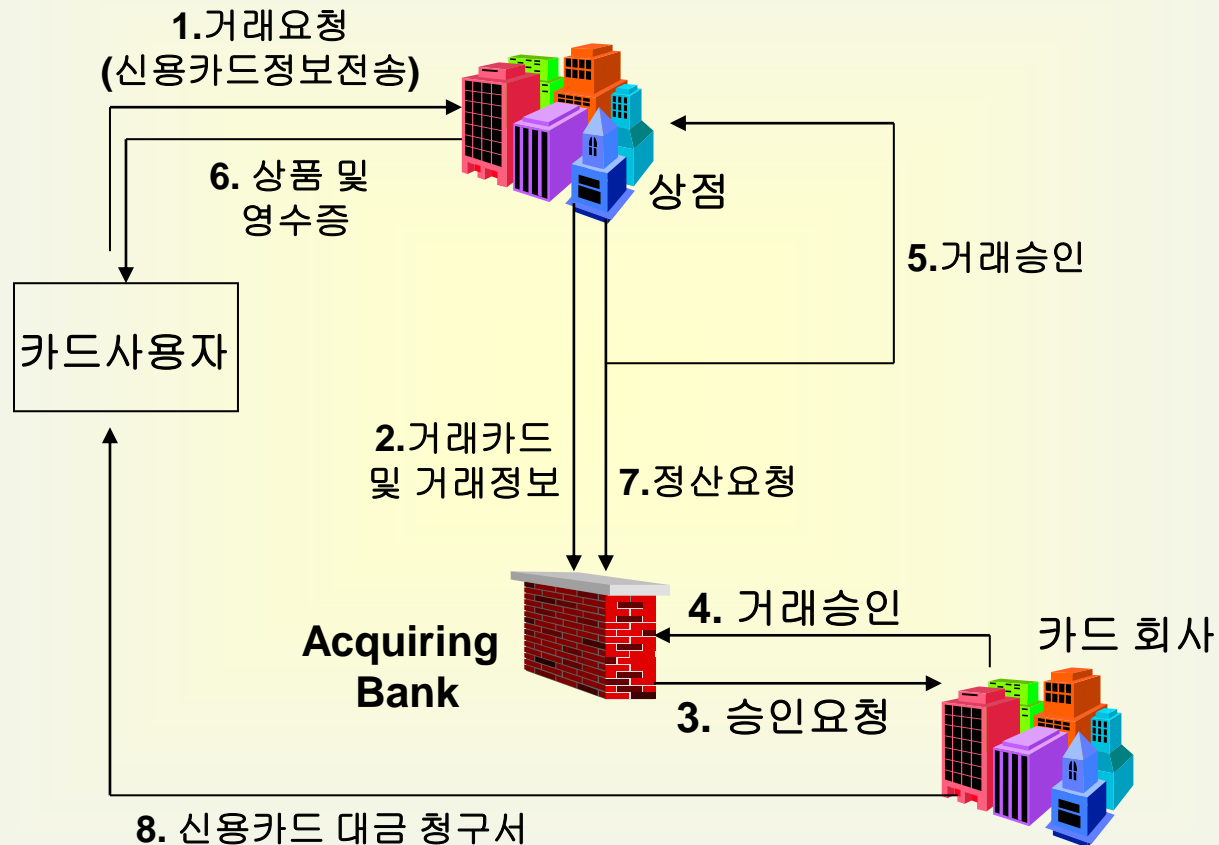 1.거래요청
(신용카드정보전송)
6. 상품 및
영수증
상점
5.거래승인
카드사용자
2.거래카드
및 거래정보
7.정산요청
4. 거래승인
Acquiring
Bank
카드 회사
3. 승인요청
8. 신용카드 대금 청구서